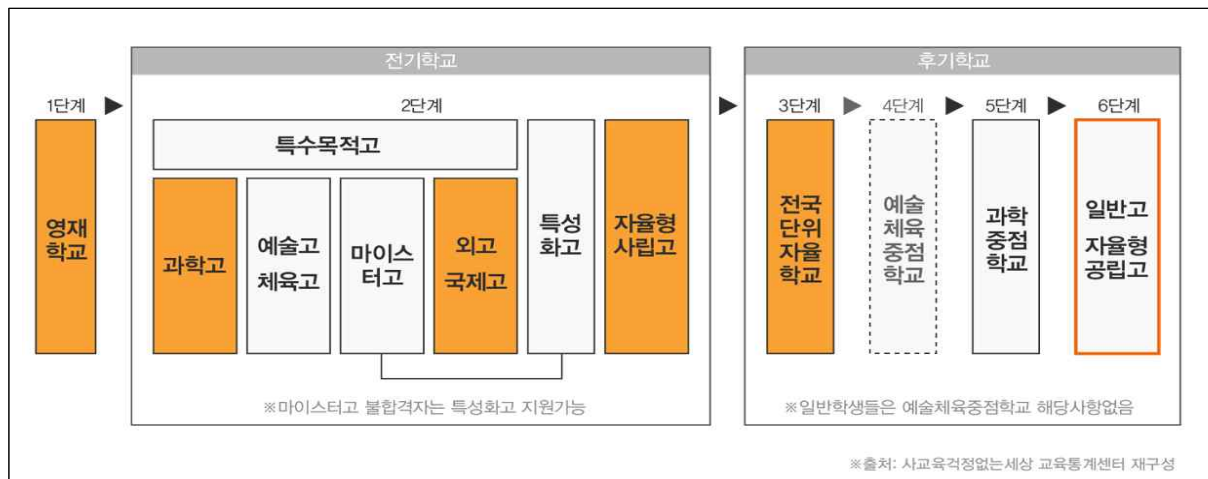 전기학교
후기학교
1단계 ▶
2단계
▶
3단계 ▶
4단계 ▶
5단계 ▶
6단계
영재
학교
특수목적고
과학고
예술고
체육고
마이스
터고
외고
국제고
특성
화고
자율형
사립고
전국
단위
자율
학교
예술
체육
중점
학교
과학
중점
학교
일반고
자율형
공립고
※마이스터고 불합격자는 특성화고 지원가능
※일반학생들은 예술체육중점학교 해당사항없음
※출처: 사교육걱정없는세상 교육통계센터 재구성